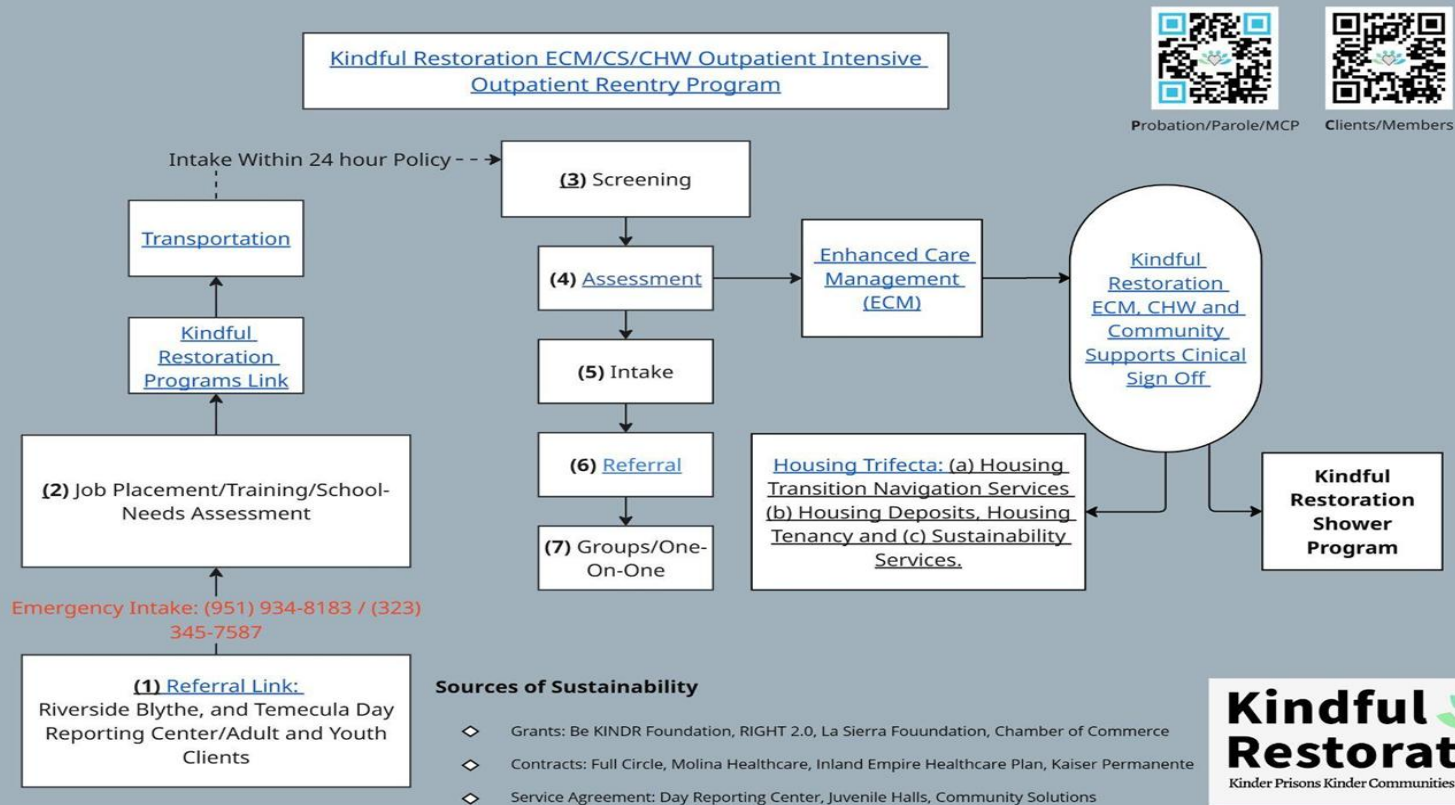 Kindful Restoration ECM/CS/CHW Outpatient Intensive
Outpatient Reentry Program
Probation/Parole/MCP
Clients/Members
Intake Within 24 hour Policy
(3) Screening
Transportation
(4) Assessment
Enhanced Care
Management
(ECM)
Kindful
Restoration
ECM, CHW and
Community
Supports Cinical
Sign Off
Kindful
Restoration
Programs Link
(5) Intake
(2) Job Placement/Training/School-
Needs Assessment
(6) Referral
Housing Trifecta: (a) Housing
Transition Navigation Services
(b) Housing Deposits, Housing
Tenancy and (c) Sustainability
Services.
Kindful
Restoration
Shower
Program
(7) Groups/One-
On-One
Emergency Intake: (951) 934-8183 / (323)
345-7587
(1) Referral Link:
Riverside Blythe, and Temecula Day
Reporting Center/Adult and Youth
Clients
Sources of Sustainability
Grants: Be KINDR Foundation, RIGHT 2.0, La Sierra Fouundation, Chamber of Commerce
Contracts: Full Circle, Molina Healthcare, Inland Empire Healthcare Plan, Kaiser Permanente
Service Agreement: Day Reporting Center, Juvenile Halls, Community Solutions
Kindful
Restorat
Kinder Prisons Kinder Communities